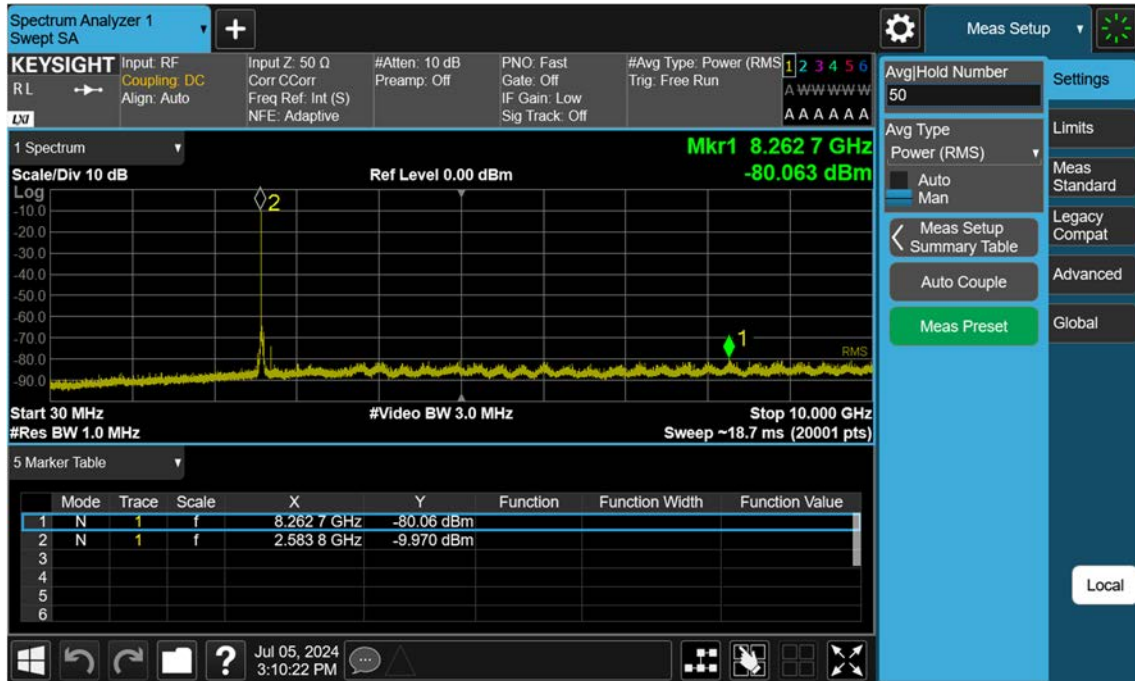 Spectrum Analyzer 1
Swept SA
+
Meas Setup
KEYSIGHT
RL
LXI
Input: RF
Coupling: DC
Align: Auto
Input Z: 50 Ω
Corr CCorr
Freq Ref: Int (S)
NFE: Adaptive
#Atten: 10 dB
Preamp: Off
PNO: Fast
Gate: Off
IF Gain: Low
Sig Track: Off
#Avg Type: Power (RMS)
Trig: Free Run
1 2 3 4 5 6
A W W W W W
A A A A A A
1 Spectrum
Mkr1 8.262 7 GHz
Scale/Div 10 dB
Ref Level 0.00 dBm
-80.063 dBm
Log
-10.0
-20.0
-30.0
-40.0
-50.0
-60.0
-70.0
-80.0
-90.0
2
1
RMS
Start 30 MHz
#Video BW 3.0 MHz
Stop 10.000 GHz
#Res BW 1.0 MHz
Sweep ~18.7 ms (20001 pts)
5 Marker Table
Mode Trace Scale X Y Function Function Width Function Value
1 N 1 f 8.262 7 GHz -80.06 dBm
2 N 1 f 2.583 8 GHz -9.970 dBm
3
4
5
6
Avg|Hold Number
50
Avg Type
Power (RMS)
Auto
Man
Meas Setup
Summary Table
Auto Couple
Meas Preset
Settings
Limits
Meas
Standard
Legacy
Compat
Advanced
Global
Local
?
Jul 05, 2024
3:10:22 PM